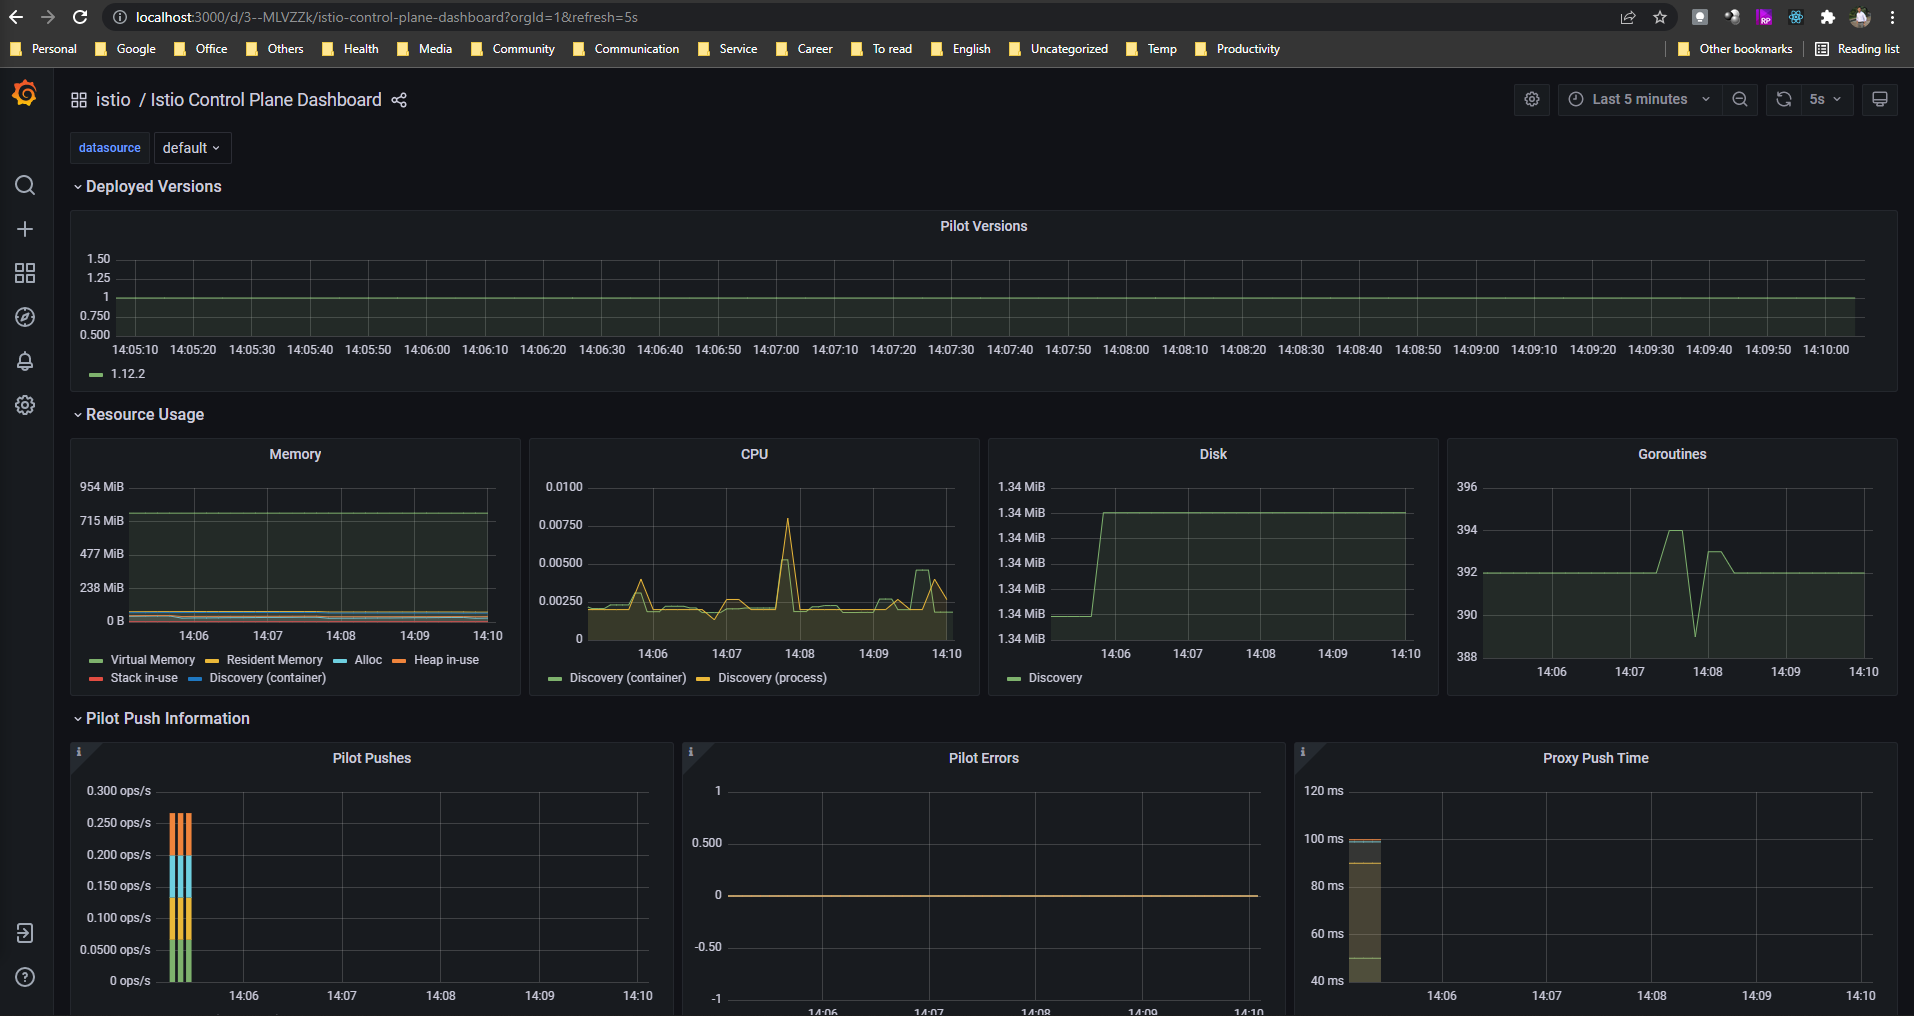 localhost:3000/d/3--MLVZZk/istio-control-plane-dashboard?orgId=1&refresh=5s
RP
Personal Google Office Others Health Media Community Communication Service Career To read English Uncategorized Temp Productivity Other bookmarks Reading list
istio / Istio Control Plane Dashboard
Last 5 minutes 5s
datasource default
Deployed Versions
Pilot Versions
1.50
1.25
1
0.750
0.500
14:05:10 14:05:20 14:05:30 14:05:40 14:05:50 14:06:00 14:06:10 14:06:20 14:06:30 14:06:40 14:06:50 14:07:00 14:07:10 14:07:20 14:07:30 14:07:40 14:07:50 14:08:00 14:08:10 14:08:20 14:08:30 14:08:40 14:08:50 14:09:00 14:09:10 14:09:20 14:09:30 14:09:40 14:09:50 14:10:00
1.12.2
Resource Usage
Memory
954 MiB
715 MiB
477 MiB
238 MiB
0 B
14:06 14:07 14:08 14:09 14:10
Virtual Memory Resident Memory Alloc Heap in-use
Stack in-use Discovery (container)
CPU
0.0100
0.00750
0.00500
0.00250
0
14:06 14:07 14:08 14:09 14:10
Discovery (container) Discovery (process)
Disk
1.34 MiB
1.34 MiB
1.34 MiB
1.34 MiB
1.34 MiB
1.34 MiB
1.34 MiB
14:06 14:07 14:08 14:09 14:10
Discovery
Goroutines
396
394
392
390
388
14:06 14:07 14:08 14:09 14:10
Pilot Push Information
i
Pilot Pushes
0.300 ops/s
0.250 ops/s
0.200 ops/s
0.150 ops/s
0.100 ops/s
0.0500 ops/s
0 ops/s
14:06 14:07 14:08 14:09 14:10
i
Pilot Errors
1
0.500
0
-0.50
-1
14:06 14:07 14:08 14:09 14:10
i
Proxy Push Time
120 ms
100 ms
80 ms
60 ms
40 ms
14:06 14:07 14:08 14:09 14:10